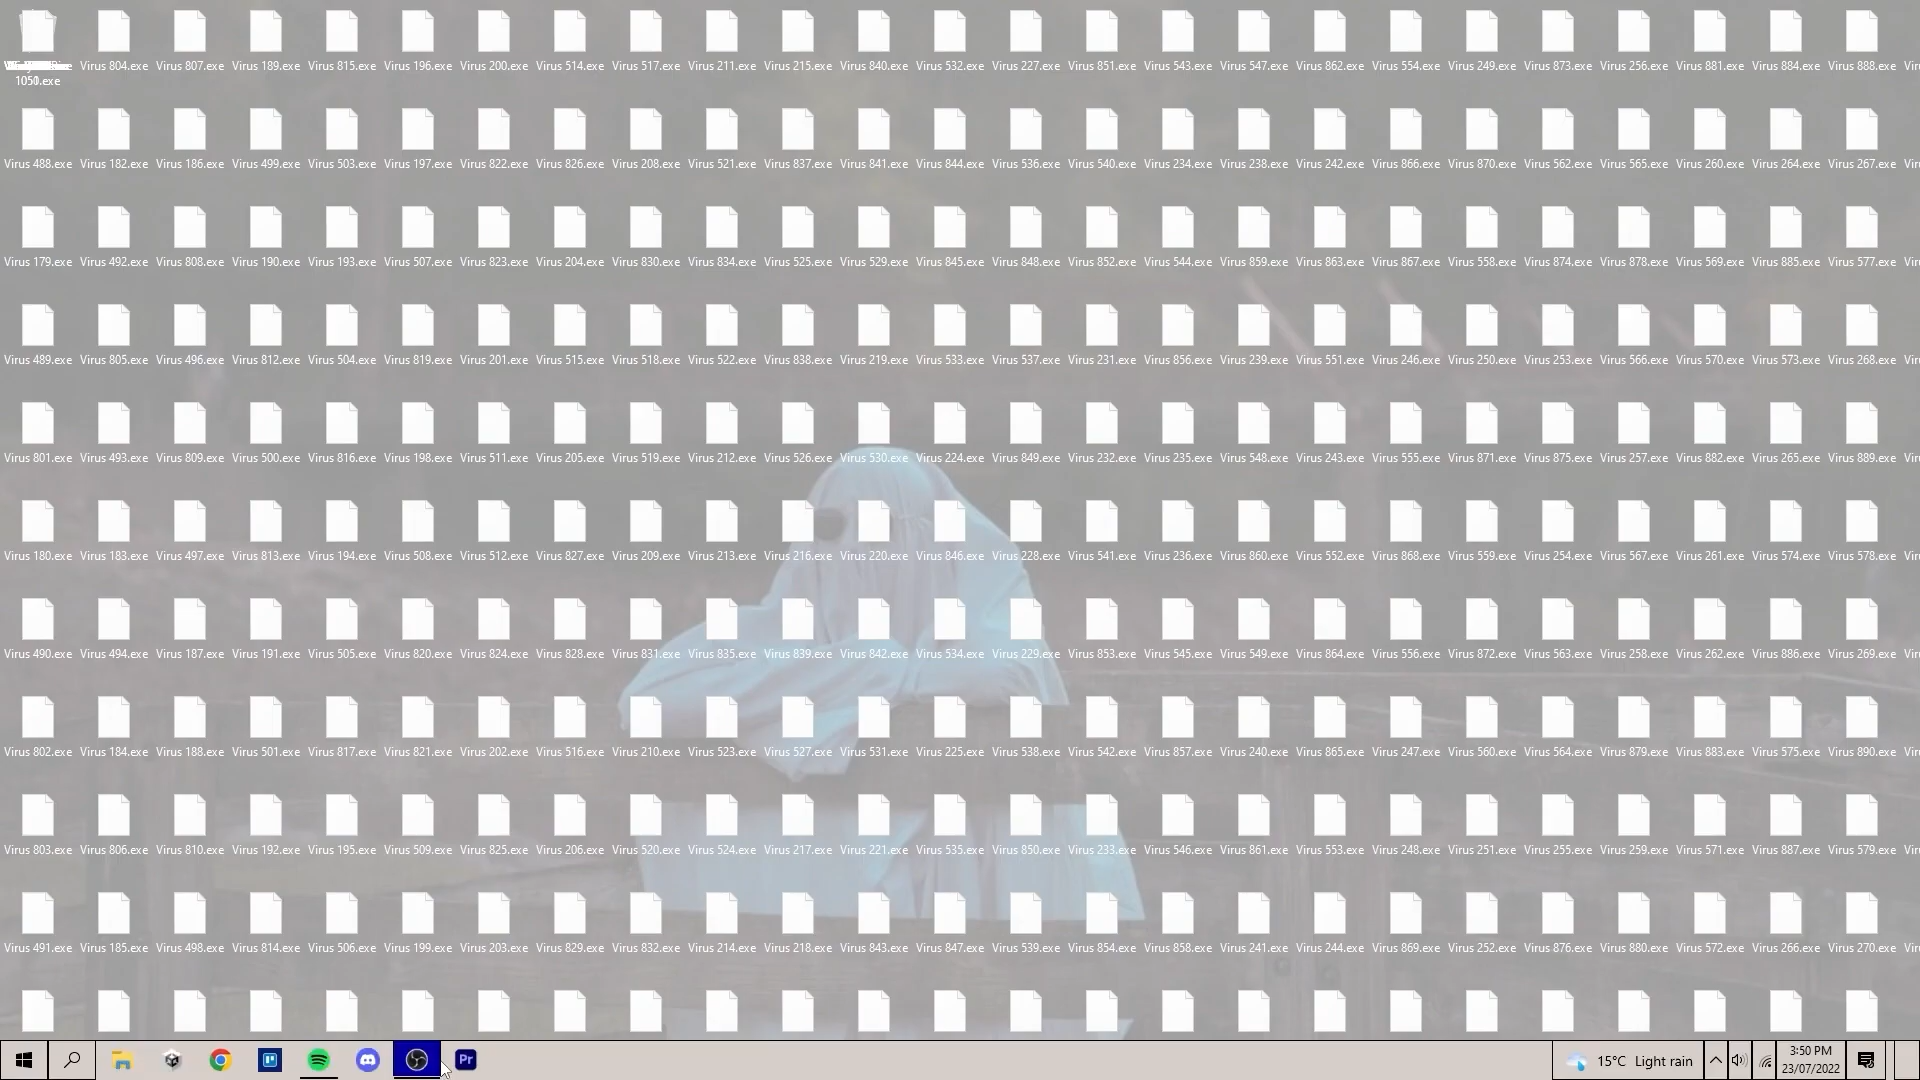 1050.exe
Virus 804.exe Virus 807.exe Virus 189.exe Virus 815.exe Virus 196.exe Virus 200.exe Virus 514.exe Virus 517.exe Virus 211.exe Virus 215.exe Virus 840.exe Virus 532.exe Virus 227.exe Virus 851.exe Virus 543.exe Virus 547.exe Virus 862.exe Virus 554.exe Virus 249.exe Virus 873.exe Virus 256.exe Virus 881.exe Virus 884.exe Virus 888.exe
Virus 488.exe Virus 182.exe Virus 186.exe Virus 499.exe Virus 503.exe Virus 197.exe Virus 822.exe Virus 826.exe Virus 208.exe Virus 521.exe Virus 837.exe Virus 841.exe Virus 844.exe Virus 536.exe Virus 540.exe Virus 234.exe Virus 238.exe Virus 242.exe Virus 866.exe Virus 870.exe Virus 562.exe Virus 565.exe Virus 260.exe Virus 264.exe Virus 267.exe
Virus 179.exe Virus 492.exe Virus 808.exe Virus 190.exe Virus 193.exe Virus 507.exe Virus 823.exe Virus 204.exe Virus 830.exe Virus 834.exe Virus 525.exe Virus 529.exe Virus 845.exe Virus 848.exe Virus 852.exe Virus 544.exe Virus 859.exe Virus 863.exe Virus 867.exe Virus 558.exe Virus 874.exe Virus 878.exe Virus 569.exe Virus 885.exe Virus 577.exe
Virus 489.exe Virus 805.exe Virus 496.exe Virus 812.exe Virus 504.exe Virus 819.exe Virus 201.exe Virus 515.exe Virus 518.exe Virus 522.exe Virus 838.exe Virus 219.exe Virus 533.exe Virus 537.exe Virus 231.exe Virus 856.exe Virus 239.exe Virus 551.exe Virus 246.exe Virus 250.exe Virus 253.exe Virus 566.exe Virus 570.exe Virus 573.exe Virus 268.exe
Virus 801.exe Virus 493.exe Virus 809.exe Virus 500.exe Virus 816.exe Virus 198.exe Virus 511.exe Virus 205.exe Virus 519.exe Virus 212.exe Virus 526.exe Virus 530.exe Virus 224.exe Virus 849.exe Virus 232.exe Virus 235.exe Virus 548.exe Virus 243.exe Virus 555.exe Virus 871.exe Virus 875.exe Virus 257.exe Virus 882.exe Virus 265.exe Virus 889.exe
Virus 180.exe Virus 183.exe Virus 497.exe Virus 813.exe Virus 194.exe Virus 508.exe Virus 512.exe Virus 827.exe Virus 209.exe Virus 213.exe Virus 216.exe Virus 220.exe Virus 846.exe Virus 228.exe Virus 541.exe Virus 236.exe Virus 860.exe Virus 552.exe Virus 868.exe Virus 559.exe Virus 254.exe Virus 567.exe Virus 261.exe Virus 574.exe Virus 578.exe
Virus 490.exe Virus 494.exe Virus 187.exe Virus 191.exe Virus 505.exe Virus 820.exe Virus 824.exe Virus 828.exe Virus 831.exe Virus 835.exe Virus 839.exe Virus 842.exe Virus 534.exe Virus 229.exe Virus 853.exe Virus 545.exe Virus 549.exe Virus 864.exe Virus 556.exe Virus 872.exe Virus 563.exe Virus 258.exe Virus 262.exe Virus 886.exe Virus 269.exe
Virus 802.exe Virus 184.exe Virus 188.exe Virus 501.exe Virus 817.exe Virus 821.exe Virus 202.exe Virus 516.exe Virus 210.exe Virus 523.exe Virus 527.exe Virus 531.exe Virus 225.exe Virus 538.exe Virus 542.exe Virus 857.exe Virus 240.exe Virus 865.exe Virus 247.exe Virus 560.exe Virus 564.exe Virus 879.exe Virus 883.exe Virus 575.exe Virus 890.exe
Virus 803.exe Virus 806.exe Virus 810.exe Virus 192.exe Virus 195.exe Virus 509.exe Virus 825.exe Virus 206.exe Virus 520.exe Virus 524.exe Virus 217.exe Virus 221.exe Virus 535.exe Virus 850.exe Virus 233.exe Virus 546.exe Virus 861.exe Virus 553.exe Virus 248.exe Virus 251.exe Virus 255.exe Virus 259.exe Virus 571.exe Virus 887.exe Virus 579.exe
Virus 491.exe Virus 185.exe Virus 498.exe Virus 814.exe Virus 506.exe Virus 199.exe Virus 203.exe Virus 829.exe Virus 832.exe Virus 214.exe Virus 218.exe Virus 843.exe Virus 847.exe Virus 539.exe Virus 854.exe Virus 858.exe Virus 241.exe Virus 244.exe Virus 869.exe Virus 252.exe Virus 876.exe Virus 880.exe Virus 572.exe Virus 266.exe Virus 270.exe
Pr
15°C Light rain
3:50 PM
23/07/2022